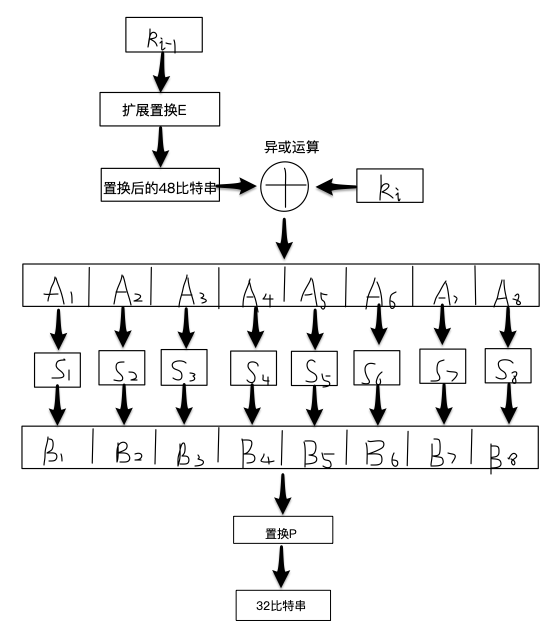 Ki-1
扩展置换E
异或运算
置换后的48比特串
Ki
A1 A2 A3 A4 A5 A6 A7 A8
S1 S2 S3 S4 S5 S6 S7 S8
B1 B2 B3 B4 B5 B6 B7 B8
置换P
32比特串